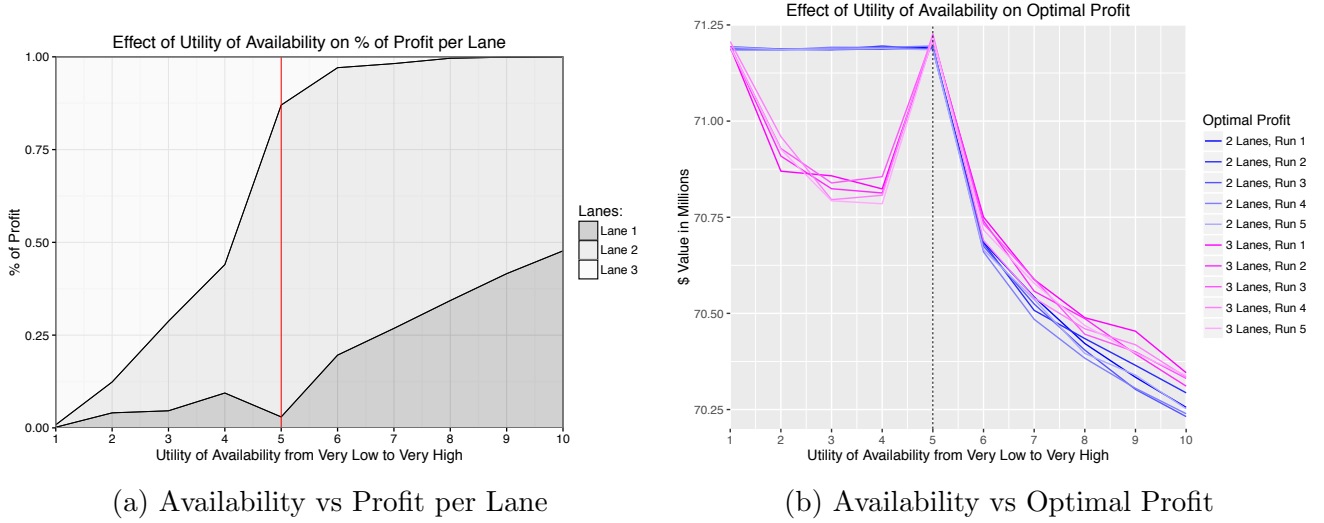 Effect of Utility of Availability on % of Profit per Lane
1.00
0.75
0.50
0.25
0.00
% of Profit
1 2 3 4 5 6 7 8 9 10
Utility of Availability from Very Low to Very High
Lanes:
Lane 1
Lane 2
Lane 3
(a) Availability vs Profit per Lane
Effect of Utility of Availability on Optimal Profit
71.25
71.00
70.75
70.50
70.25
$ Value in Millions
1 2 3 4 5 6 7 8 9 10
Utility of Availability from Very Low to Very High
Optimal Profit
2 Lanes, Run 1
2 Lanes, Run 2
2 Lanes, Run 3
2 Lanes, Run 4
2 Lanes, Run 5
3 Lanes, Run 1
3 Lanes, Run 2
3 Lanes, Run 3
3 Lanes, Run 4
3 Lanes, Run 5
(b) Availability vs Optimal Profit